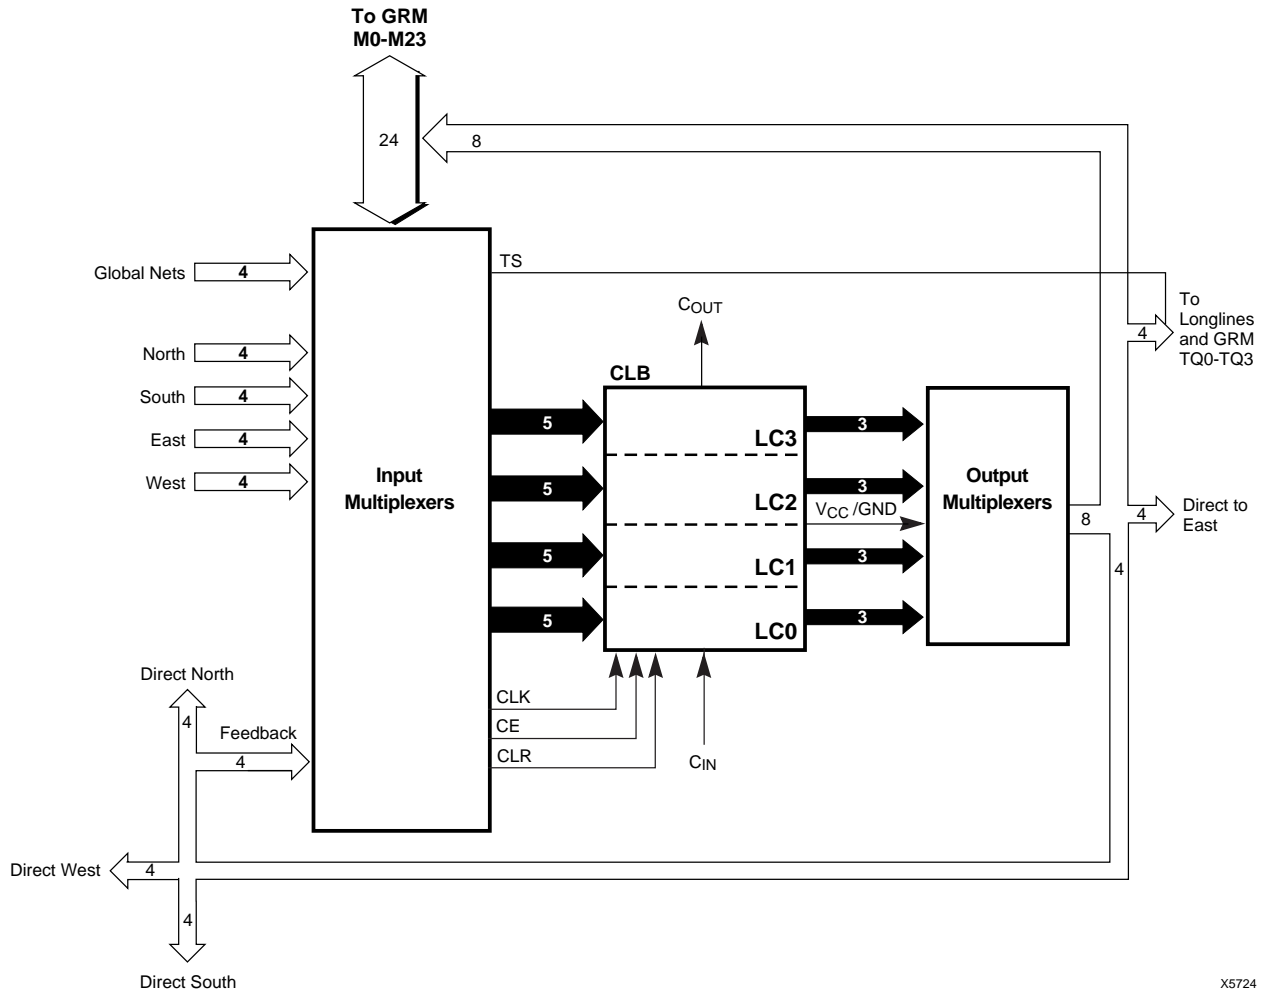 To GRM
M0-M23
24
8
Global Nets
4
TS
North
4
South
4
East
4
West
4
To
Longlines
and GRM
TQ0-TQ3
4
COUT
CLB
Input
Multiplexers
5
5
5
5
LC3
LC2
LC1
LC0
3
3
VCC /GND
3
3
Output
Multiplexers
8
4
4
Direct to
East
CLK
CE
CLR
CIN
Direct North
4
Feedback
4
Direct West
4
4
Direct South
X5724